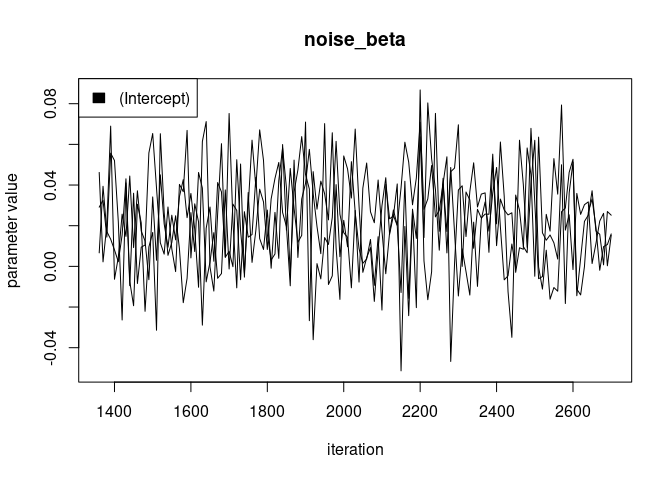 noise_beta
(Intercept)
parameter value
0.08
0.04
0.00
-0.04
1400 1600 1800 2000 2200 2400 2600
iteration